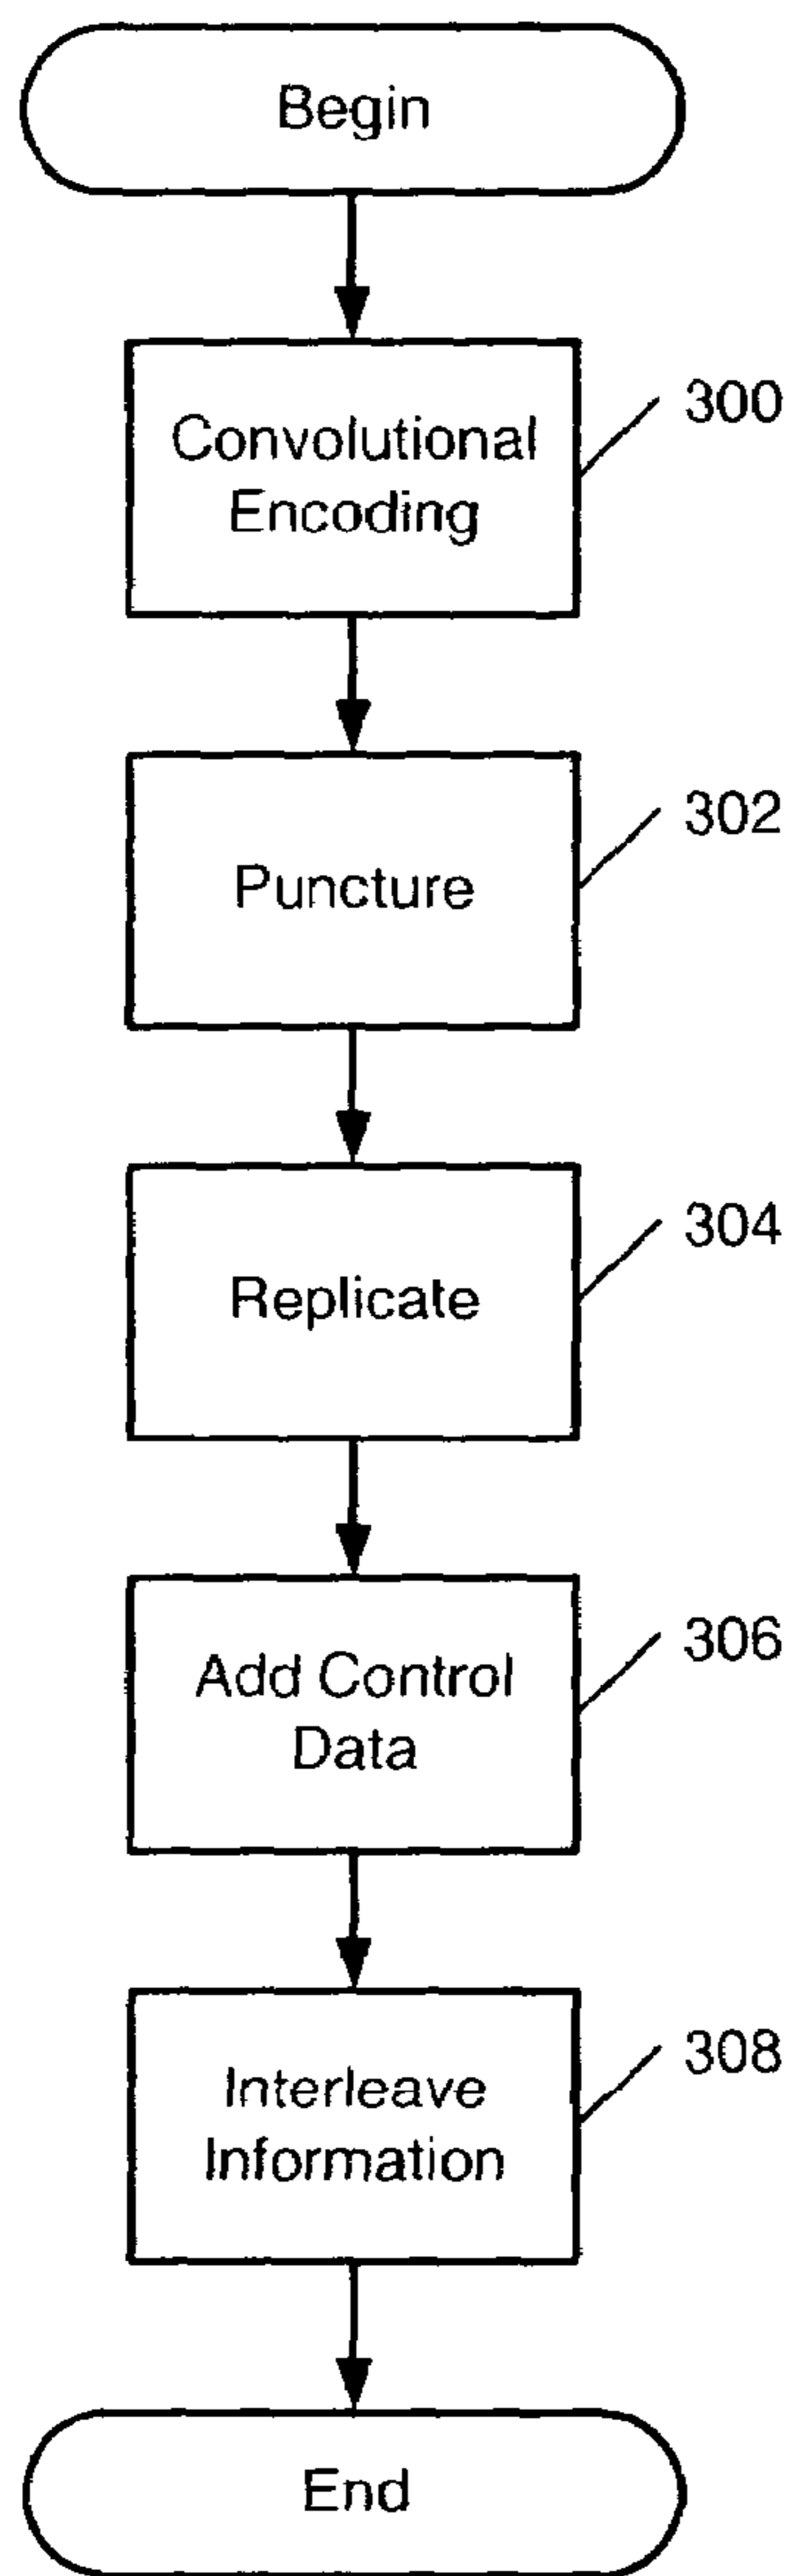 Begin
Convolutional
Encoding
300
Puncture
302
Replicate
304
Add Control
Data
306
Interleave
Information
308
End